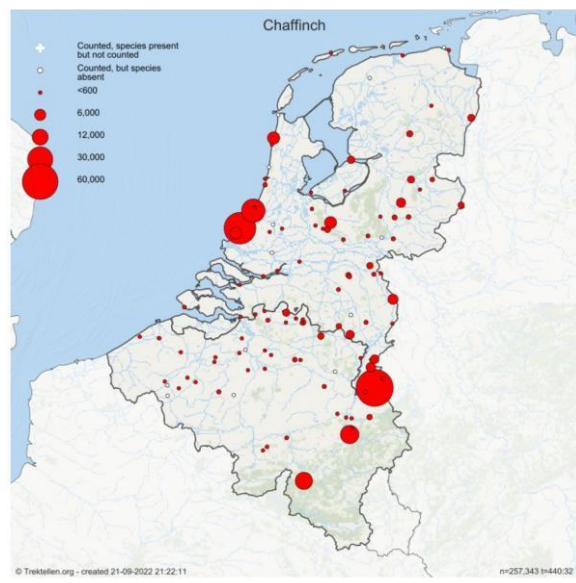 Chaffinch
Counted, species present
but not counted
Counted, but species
absent
<600
6,000
12,000
30,000
60,000
© Trektellen.org - created 21-09-2022 21:22:11
n=257,343 t=440:32